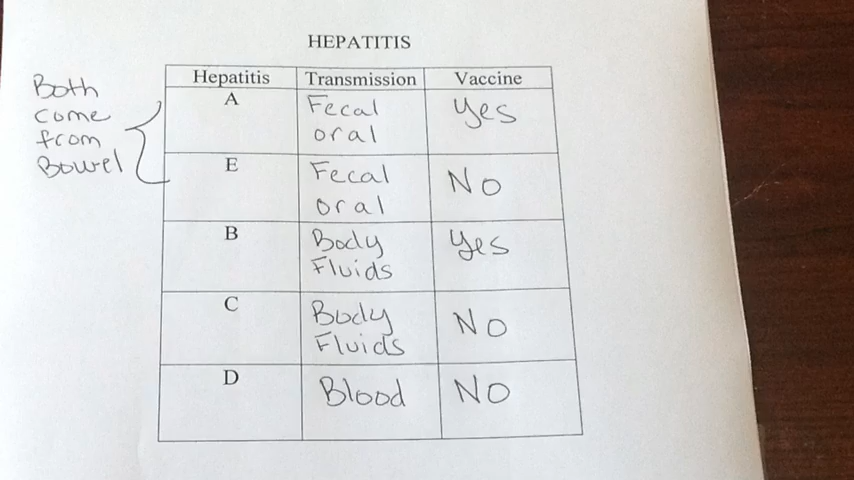 HEPATITIS
Hepatitis Transmission Vaccine
Both
come
from
Bowel
A Fecal Yes
oral
E Fecal No
oral
B Body Yes
Fluids
C Body No
Fluids
D Blood No